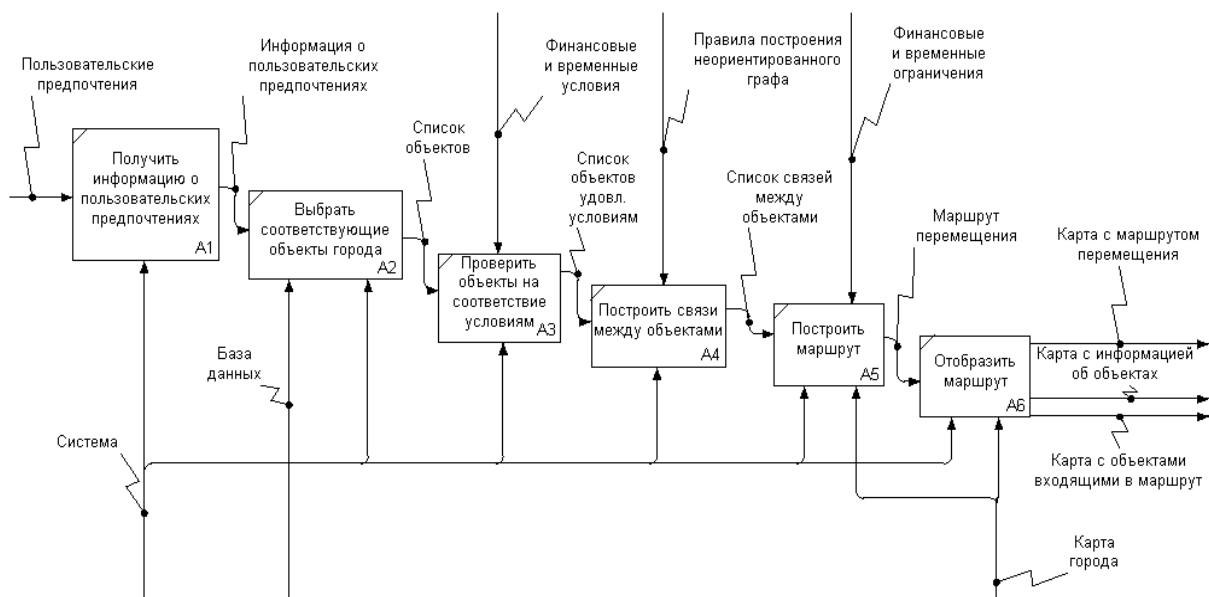 Пользовательские
предпочтения
Информация о
пользовательских
предпочтениях
Финансовые
и временные
условия
Правила построения
неориентированного
графа
Финансовые
и временные
ограничения
Получить
информацию о
пользовательских
предпочтениях
A1
Список
объектов
Выбрать
соответствующие
объекты города
A2
Список
объектов
удовл.
условиям
Проверить
объекты на
соответствие
условиям
A3
Список связей
между
объектами
Построить связи
между объектами
A4
Маршрут
перемещения
Построить
маршрут
A5
Карта с маршрутом
перемещения
Отобразить
маршрут
A6
Карта с информацией
об объектах
Карта с объектами
входящими в маршрут
База
данных
Система
Карта
города